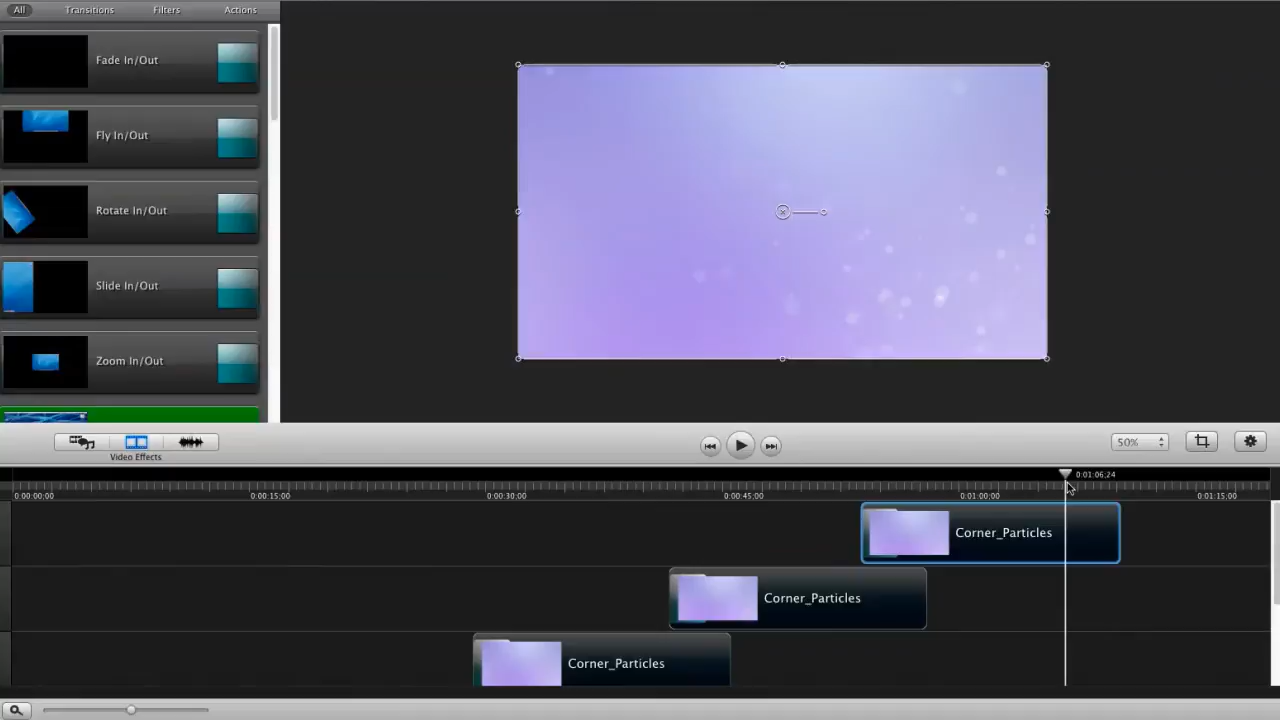 All Transitions Filters Actions
Fade In/Out
Fly In/Out
Rotate In/Out
Slide In/Out
Zoom In/Out
Video Effects
50%
0:01:06;24
0:00:00;00 0:00:15;00 0:00:30;00 0:00:45;00 0:01:00;00 0:01:15;00
Corner_Particles
Corner_Particles
Corner_Particles